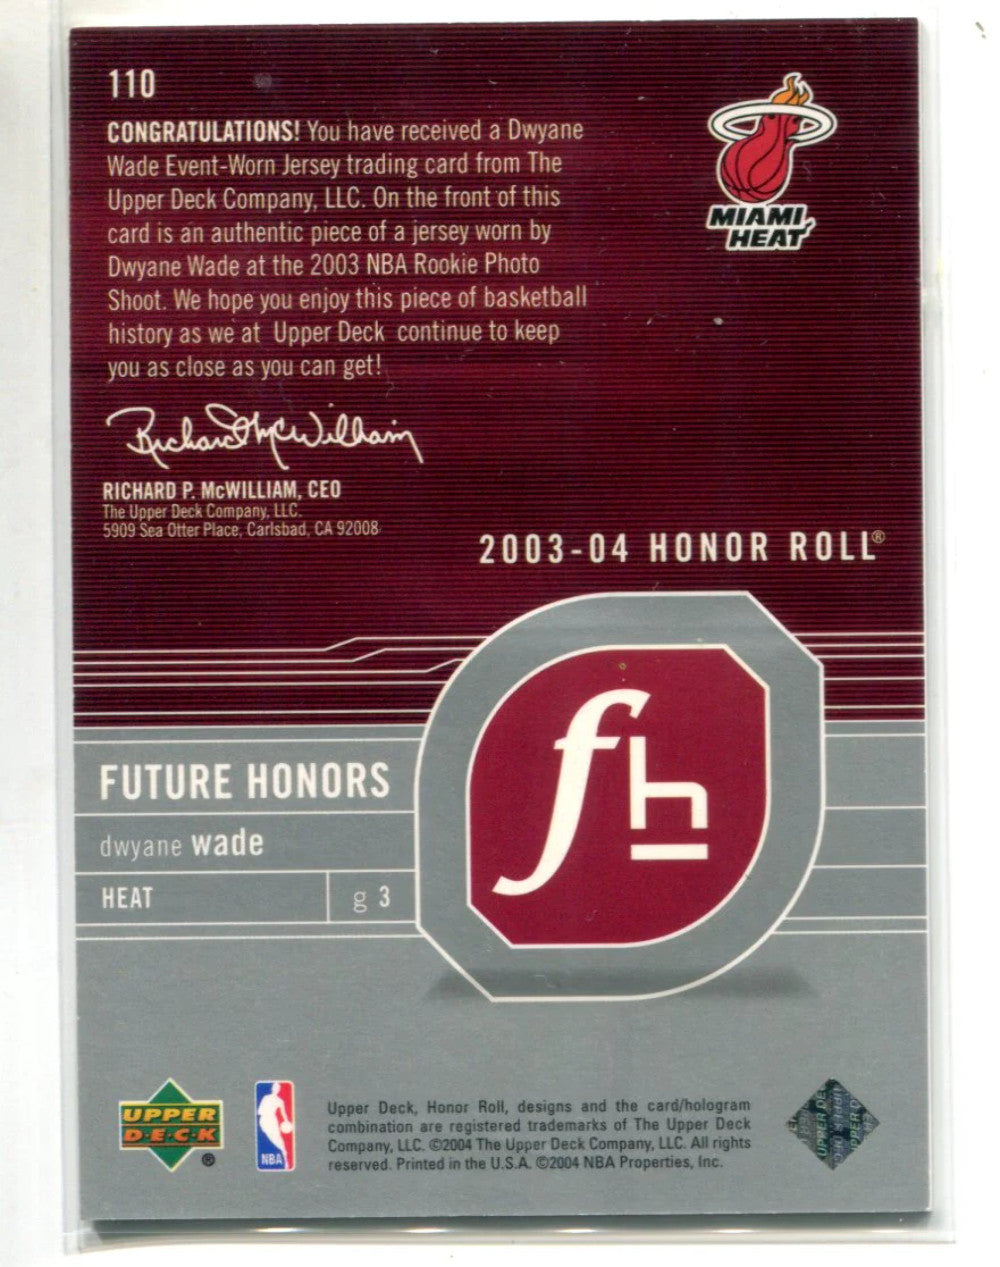 110
CONGRATULATIONS! You have received a Dwyane
Wade Event-Worn Jersey trading card from The
Upper Deck Company, LLC. On the front of this
card is an authentic piece of a jersey worn by
Dwyane Wade at the 2003 NBA Rookie Photo
Shoot. We hope you enjoy this piece of basketball
history as we at Upper Deck continue to keep
you as close as you can get!
MIAMI
HEAT
Richard McWilliam
RICHARD P. McWILLIAM, CEO
The Upper Deck Company, LLC.
5909 Sea Otter Place, Carlsbad, CA 92008
2003-04 HONOR ROLL®
fh
FUTURE HONORS
dwyane wade
HEAT
g 3
UPPER
DECK
®
NBA
Upper Deck, Honor Roll, designs and the card/hologram
combination are registered trademarks of The Upper Deck
Company, LLC. ©2004 The Upper Deck Company, LLC. All rights
reserved. Printed in the U.S.A. ©2004 NBA Properties, Inc.